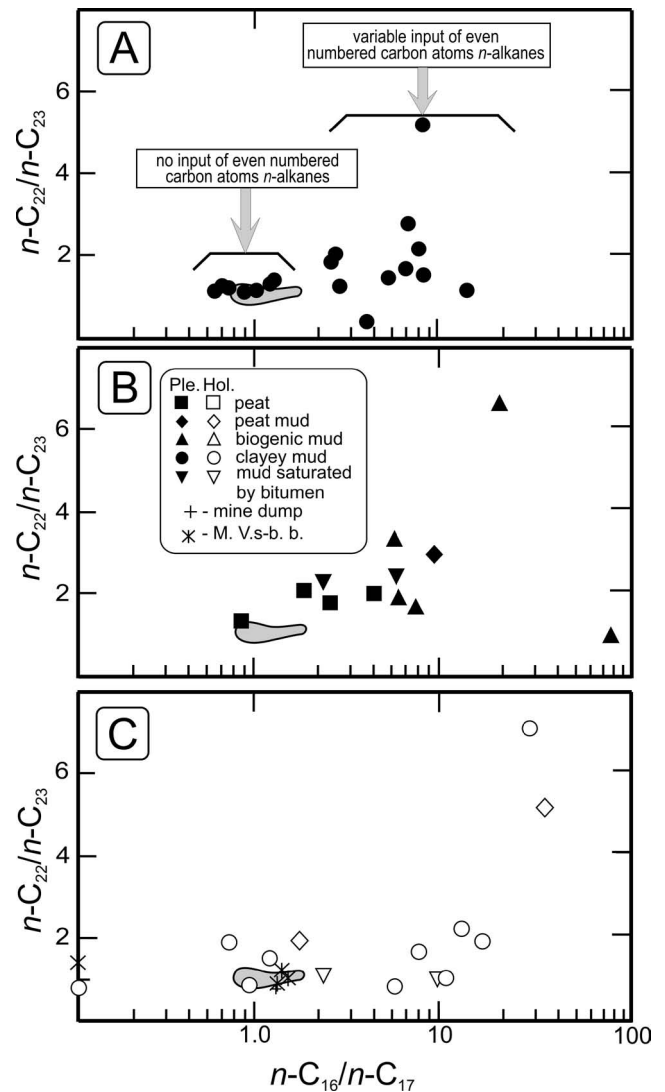 A
variable input of even
numbered carbon atoms n-alkanes
no input of even numbered
carbon atoms n-alkanes
n-C₂₂/n-C₂₃
6
4
2
B
Ple. Hol.
peat
peat mud
biogenic mud
clayey mud
mud saturated
by bitumen
+ - mine dump
- M. V.s-b. b.
n-C₂₂/n-C₂₃
6
4
2
C
n-C₂₂/n-C₂₃
6
4
2
1.0 10 100
n-C₁₆/n-C₁₇